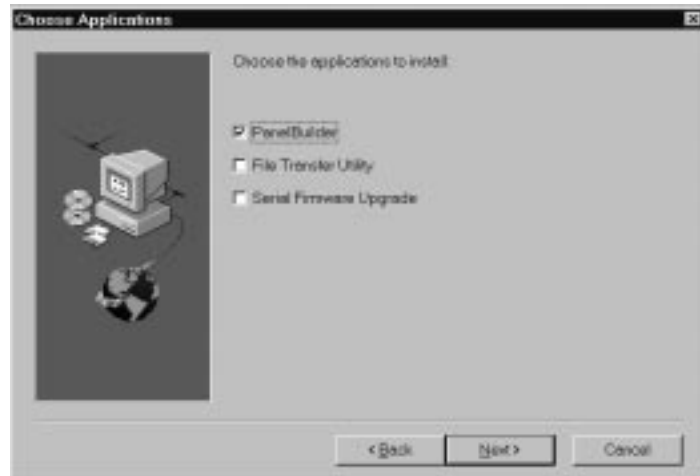 Choose Applications
Choose the applications to install:
PanelBuilder
File Transfer Utility
Serial Firmware Upgrade
< Back
Next >
Cancel